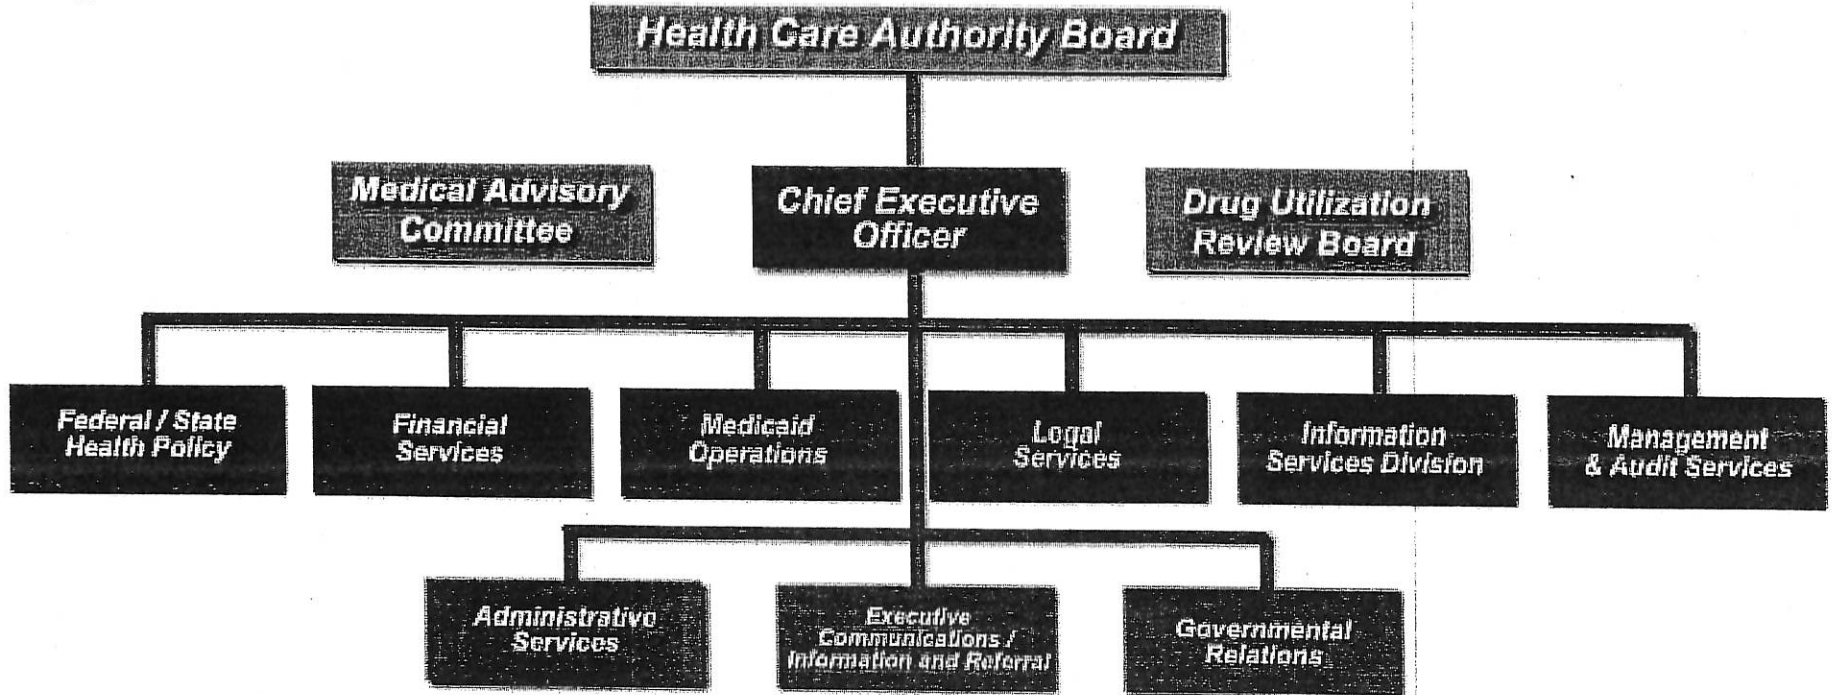 Health Care Authority Board
Medical Advisory
Committee
Chief Executive
Officer
Drug Utilization
Review Board
Federal / State
Health Policy
Financial
Services
Medicaid
Operations
Legal
Services
Information
Services Division
Management
& Audit Services
Administrative
Services
Executive
Communications /
Information and Referral
Governmental
Relations